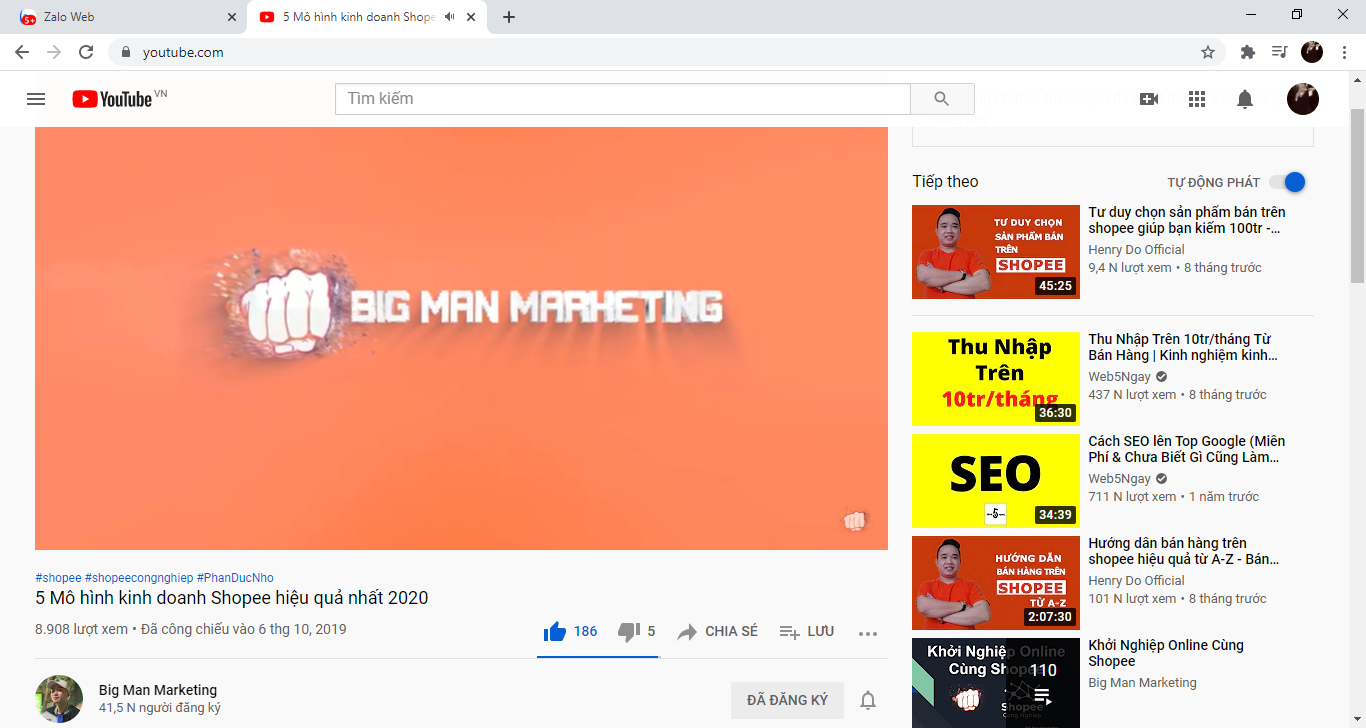 Zalo Web
5+
5 Mô hình kinh doanh Shope
youtube.com
YouTube VN
Tìm kiếm
BIG MAN MARKETING
#shopee #shopeecongnghiep #PhanDucNho
5 Mô hình kinh doanh Shopee hiệu quả nhất 2020
8.908 lượt xem • Đã công chiếu vào 6 thg 10, 2019
186
5
CHIA SẺ
LƯU
Big Man Marketing
41,5 N người đăng ký
ĐÃ ĐĂNG KÝ
Tiếp theo
TỰ ĐỘNG PHÁT
TƯ DUY CHỌN
SẢN PHẨM BÁN
TRÊN
SHOPEE
45:25
Tư duy chọn sản phẩm bán trên
shopee giúp bạn kiếm 100tr -...
Henry Do Official
9,4 N lượt xem • 8 tháng trước
Thu Nhập
Trên
10tr/tháng
36:30
Thu Nhập Trên 10tr/tháng Từ
Bán Hàng | Kinh nghiệm kinh...
Web5Ngay
437 N lượt xem • 8 tháng trước
SEO
5
34:39
Cách SEO lên Top Google (Miễn
Phí & Chưa Biết Gì Cũng Làm...
Web5Ngay
711 N lượt xem • 1 năm trước
HƯỚNG DẪN
BÁN HÀNG TRÊN
SHOPEE
TỪ A-Z
2:07:30
Hướng dẫn bán hàng trên
shopee hiệu quả từ A-Z - Bán...
Henry Do Official
101 N lượt xem • 8 tháng trước
Khởi Nghiệp Online
Cùng Shopee
110
Shopee
Công Nghiệp
Khởi Nghiệp Online Cùng
Shopee
Big Man Marketing